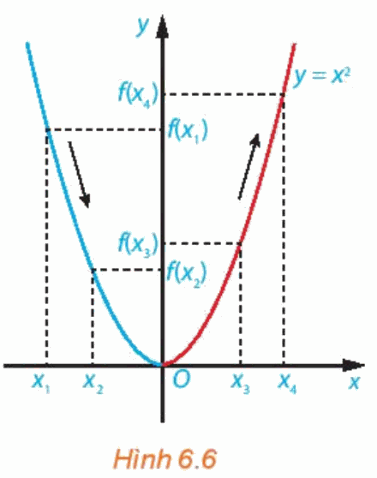 y
y = x²
f(x₄)
f(x₁)
f(x₃)
f(x₂)
x₁ x₂ O x₃ x₄ x
Hình 6.6